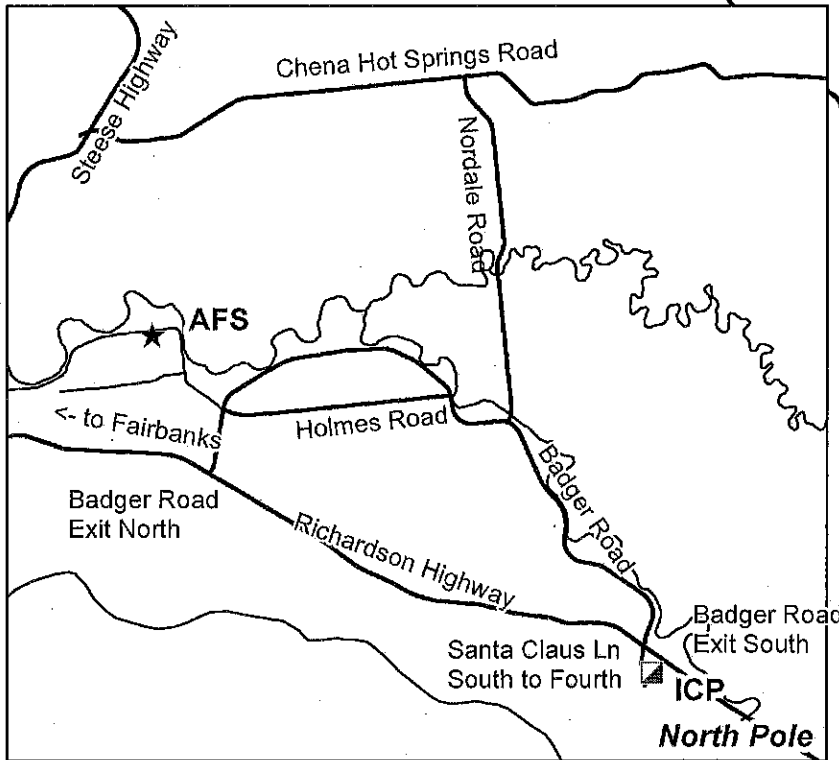 Chena Hot Springs Road
Steese Highway
Nordale Road
AFS
<- to Fairbanks
Holmes Road
Badger Road
Exit North
Badger Road
Richardson Highway
Badger Road
Exit South
Santa Claus Ln
South to Fourth
ICP
North Pole